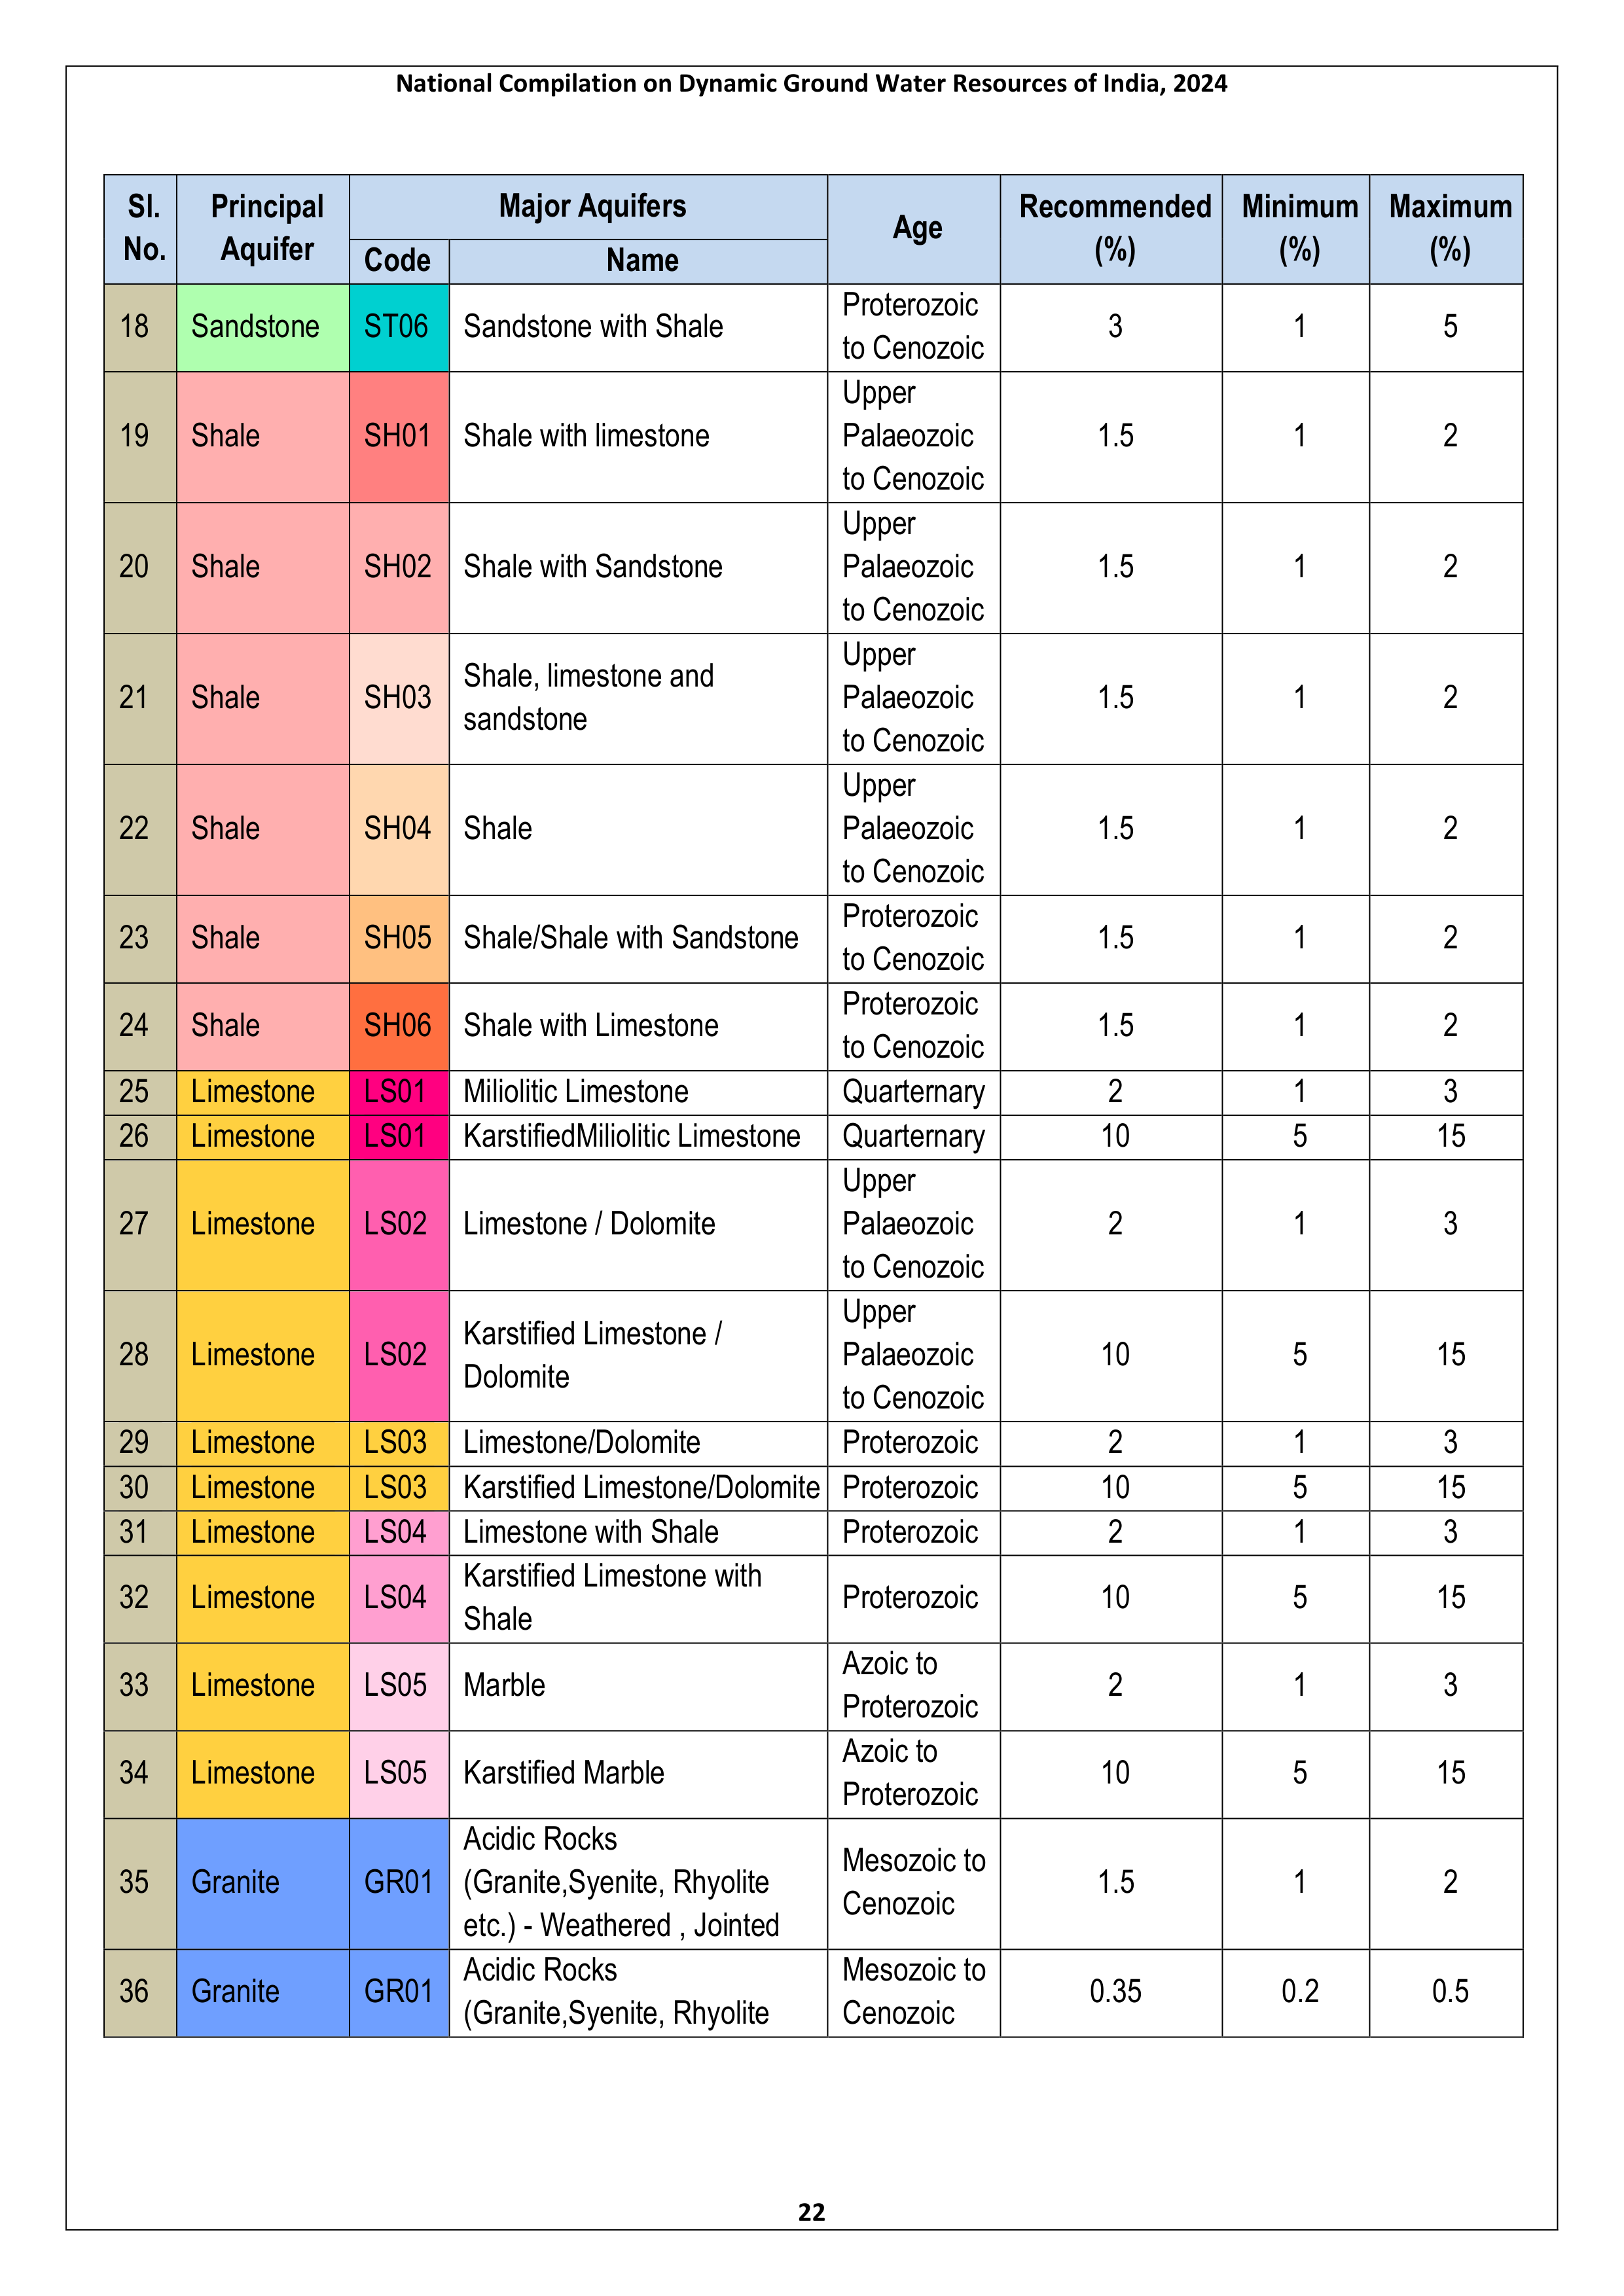 National Compilation on Dynamic Ground Water Resources of India, 2024
Sl. No. Principal Aquifer Major Aquifers Age Recommended (%) Minimum (%) Maximum (%)
Code Name
18 Sandstone ST06 Sandstone with Shale Proterozoic to Cenozoic 3 1 5
19 Shale SH01 Shale with limestone Upper Palaeozoic to Cenozoic 1.5 1 2
20 Shale SH02 Shale with Sandstone Upper Palaeozoic to Cenozoic 1.5 1 2
21 Shale SH03 Shale, limestone and sandstone Upper Palaeozoic to Cenozoic 1.5 1 2
22 Shale SH04 Shale Upper Palaeozoic to Cenozoic 1.5 1 2
23 Shale SH05 Shale/Shale with Sandstone Proterozoic to Cenozoic 1.5 1 2
24 Shale SH06 Shale with Limestone Proterozoic to Cenozoic 1.5 1 2
25 Limestone LS01 Miliolitic Limestone Quarternary 2 1 3
26 Limestone LS01 KarstifiedMiliolitic Limestone Quarternary 10 5 15
27 Limestone LS02 Limestone / Dolomite Upper Palaeozoic to Cenozoic 2 1 3
28 Limestone LS02 Karstified Limestone / Dolomite Upper Palaeozoic to Cenozoic 10 5 15
29 Limestone LS03 Limestone/Dolomite Proterozoic 2 1 3
30 Limestone LS03 Karstified Limestone/Dolomite Proterozoic 10 5 15
31 Limestone LS04 Limestone with Shale Proterozoic 2 1 3
32 Limestone LS04 Karstified Limestone with Shale Proterozoic 10 5 15
33 Limestone LS05 Marble Azoic to Proterozoic 2 1 3
34 Limestone LS05 Karstified Marble Azoic to Proterozoic 10 5 15
35 Granite GR01 Acidic Rocks (Granite,Syenite, Rhyolite etc.) - Weathered , Jointed Mesozoic to Cenozoic 1.5 1 2
36 Granite GR01 Acidic Rocks (Granite,Syenite, Rhyolite Mesozoic to Cenozoic 0.35 0.2 0.5
22